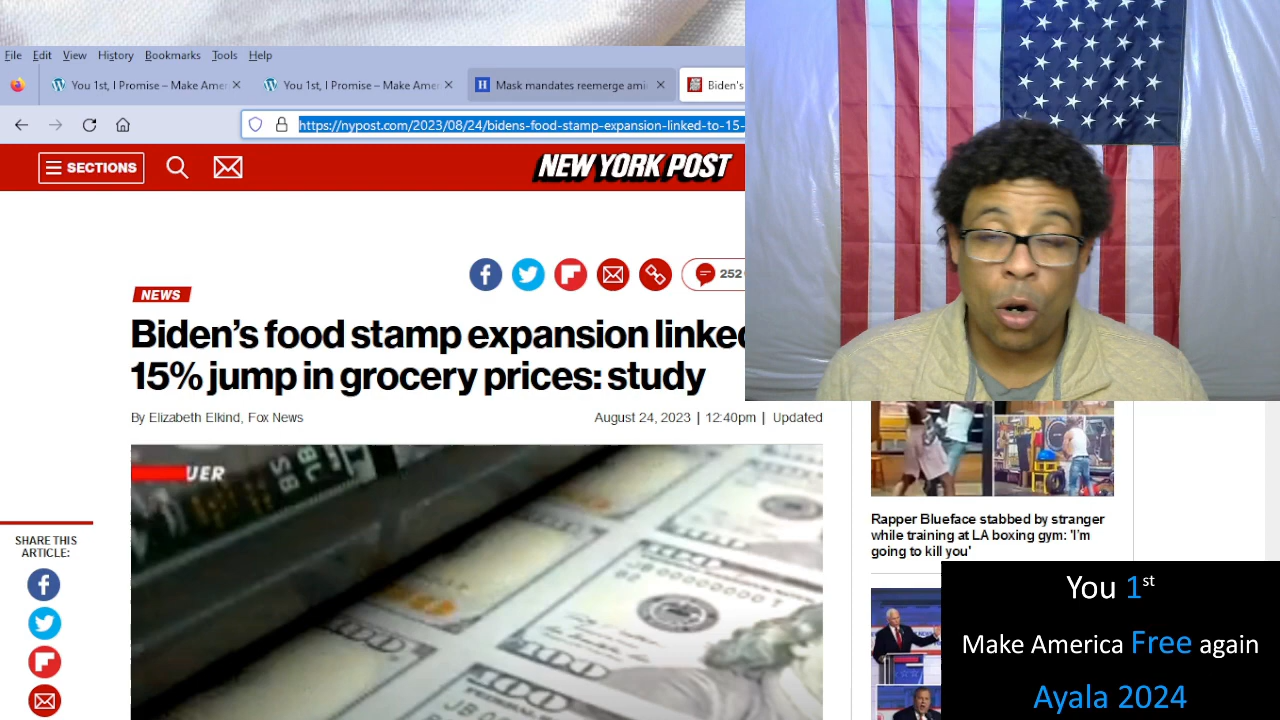 File Edit View History Bookmarks Tools Help
You 1st, I Promise – Make Amer
You 1st, I Promise – Make Amer
Mask mandates reemerge ami
Biden's
https://nypost.com/2023/08/24/bidens-food-stamp-expansion-linked-to-15-
SECTIONS
NEW YORK POST
252
NEWS
Biden's food stamp expansion linked
15% jump in grocery prices: study
By Elizabeth Elkind, Fox News
August 24, 2023 | 12:40pm | Updated
UER
SHARE THIS
ARTICLE:
Rapper Blueface stabbed by stranger
while training at LA boxing gym: 'I'm
going to kill you'
You 1st
Make America Free again
Ayala 2024